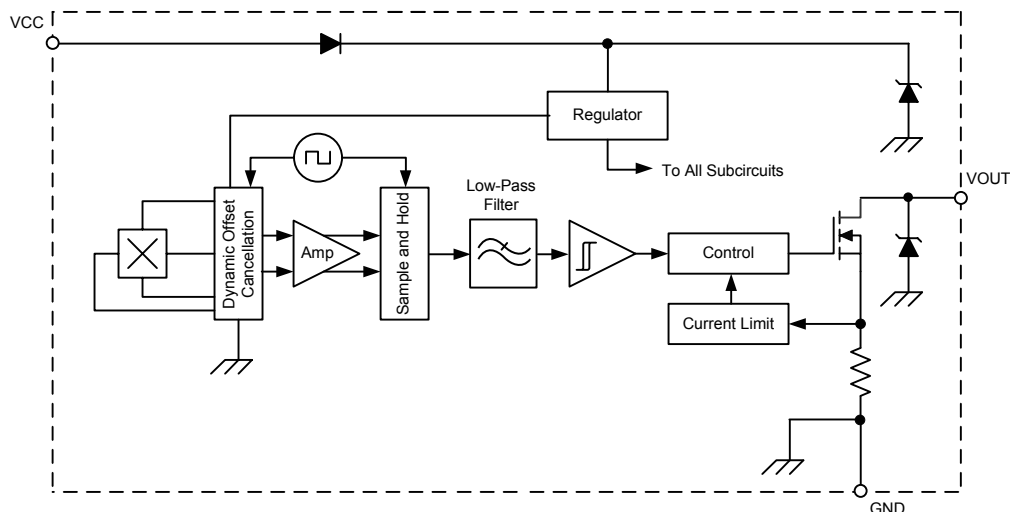 VCC
Regulator
To All Subcircuits
VOUT
Low-Pass
Filter
Dynamic Offset
Cancellation
Amp
Sample and Hold
Control
Current Limit
GND